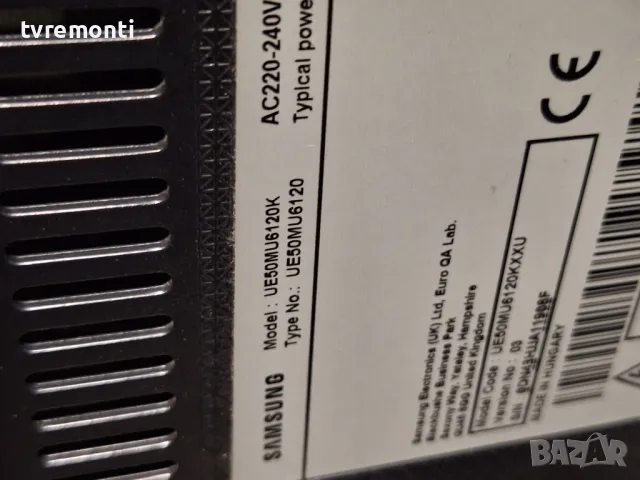 tvremonti
SAMSUNG
Model : UE50MU6120K
Type No.: UE50MU6120
AC220-240V
Typical power
Samsung Electronics (UK) Ltd, Euro QA Lab.
Blackbushe Business Park
Saxony Way, Yateley, Hampshire
GU46 6GG United Kingdom
Model Code : UE50MU6120KXXU
Version No : 03
S/N
MADE IN HUNGARY
CE
BAZAR